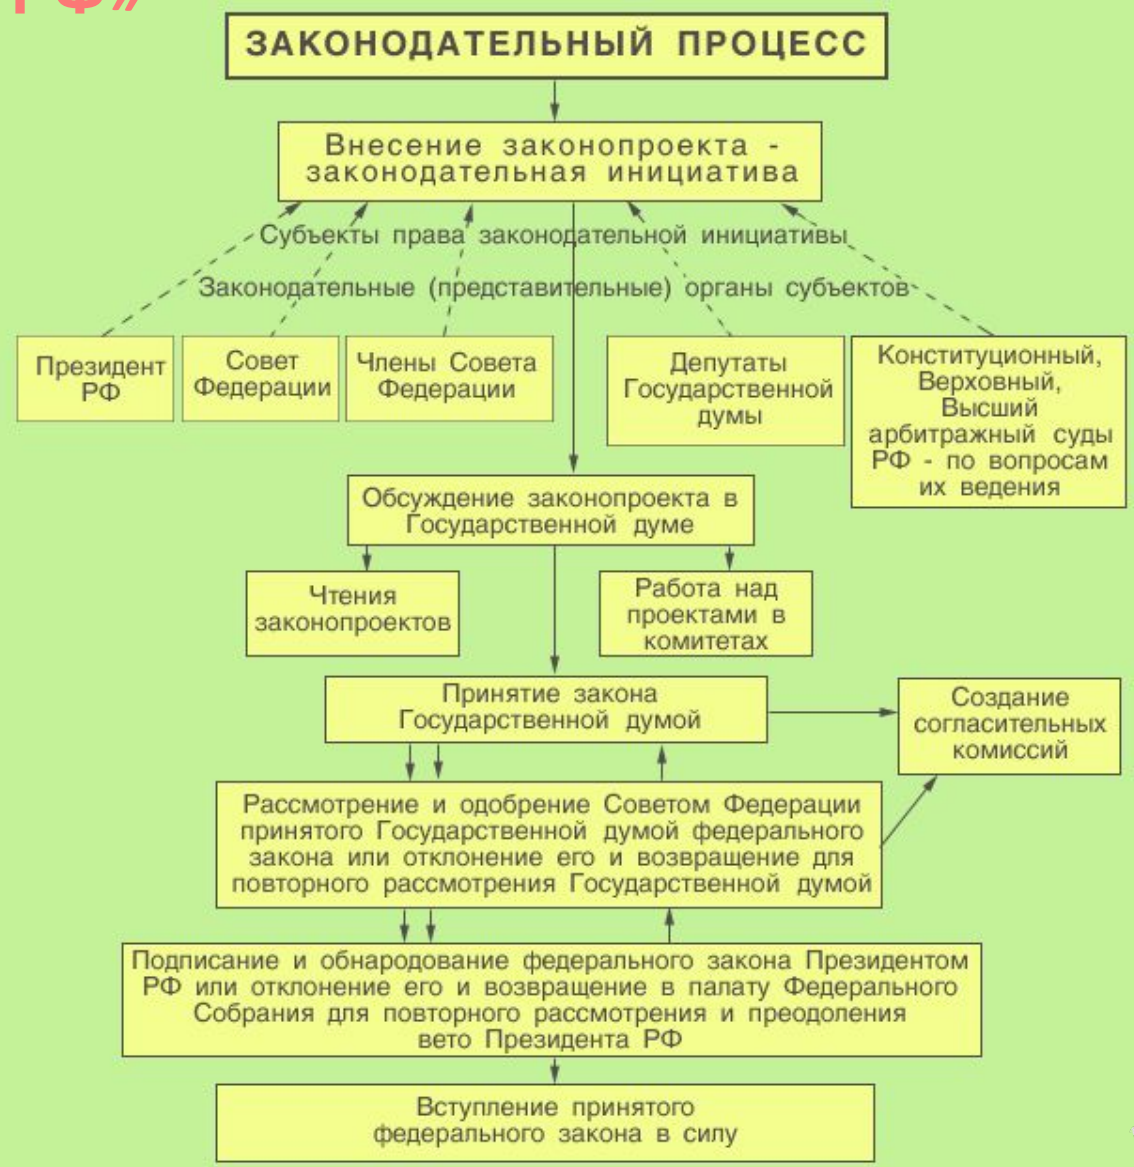 РФ»
ЗАКОНОДАТЕЛЬНЫЙ ПРОЦЕСС
Внесение законопроекта -
законодательная инициатива
Субъекты права законодательной инициативы
Законодательные (представительные) органы субъектов
Президент
РФ
Совет
Федерации
Члены Совета
Федерации
Депутаты
Государственной
думы
Конституционный,
Верховный,
Высший
арбитражный суды
РФ - по вопросам
их ведения
Обсуждение законопроекта в
Государственной думе
Чтения
законопроектов
Работа над
проектами в
комитетах
Принятие закона
Государственной думой
Создание
согласительных
комиссий
Рассмотрение и одобрение Советом Федерации
принятого Государственной думой федерального
закона или отклонение его и возвращение для
повторного рассмотрения Государственной думой
Подписание и обнародование федерального закона Президентом
РФ или отклонение его и возвращение в палату Федерального
Собрания для повторного рассмотрения и преодоления
вето Президента РФ
Вступление принятого
федерального закона в силу